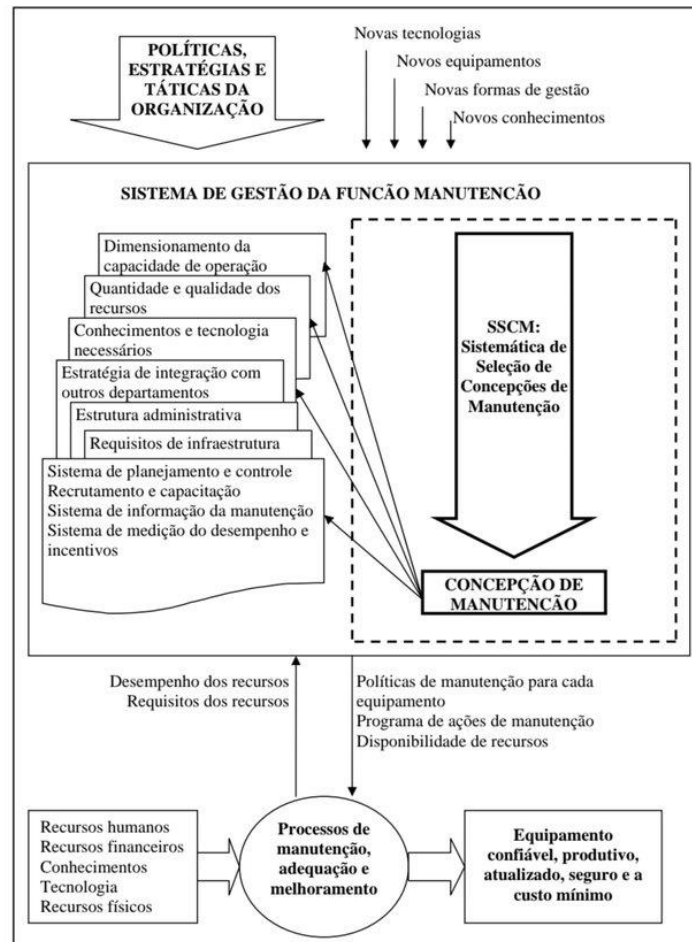 POLÍTICAS,
ESTRATÉGIAS E
TÁTICAS DA
ORGANIZAÇÃO
Novas tecnologias
Novos equipamentos
Novas formas de gestão
Novos conhecimentos
SISTEMA DE GESTÃO DA FUNCÃO MANUTENCÃO
Dimensionamento da
capacidade de operação
Quantidade e qualidade dos
recursos
Conhecimentos e tecnologia
necessários
Estratégia de integração com
outros departamentos
Estrutura administrativa
Requisitos de infraestrutura
Sistema de planejamento e controle
Recrutamento e capacitação
Sistema de informação da manutenção
Sistema de medição do desempenho e
incentivos
SSCM:
Sistemática de
Seleção de
Concepções de
Manutenção
CONCEPÇÃO DE
MANUTENCÃO
Desempenho dos recursos
Requisitos dos recursos
Políticas de manutenção para cada
equipamento
Programa de ações de manutenção
Disponibilidade de recursos
Recursos humanos
Recursos financeiros
Conhecimentos
Tecnologia
Recursos físicos
Processos de
manutenção,
adequação e
melhoramento
Equipamento
confiável, produtivo,
atualizado, seguro e a
custo mínimo